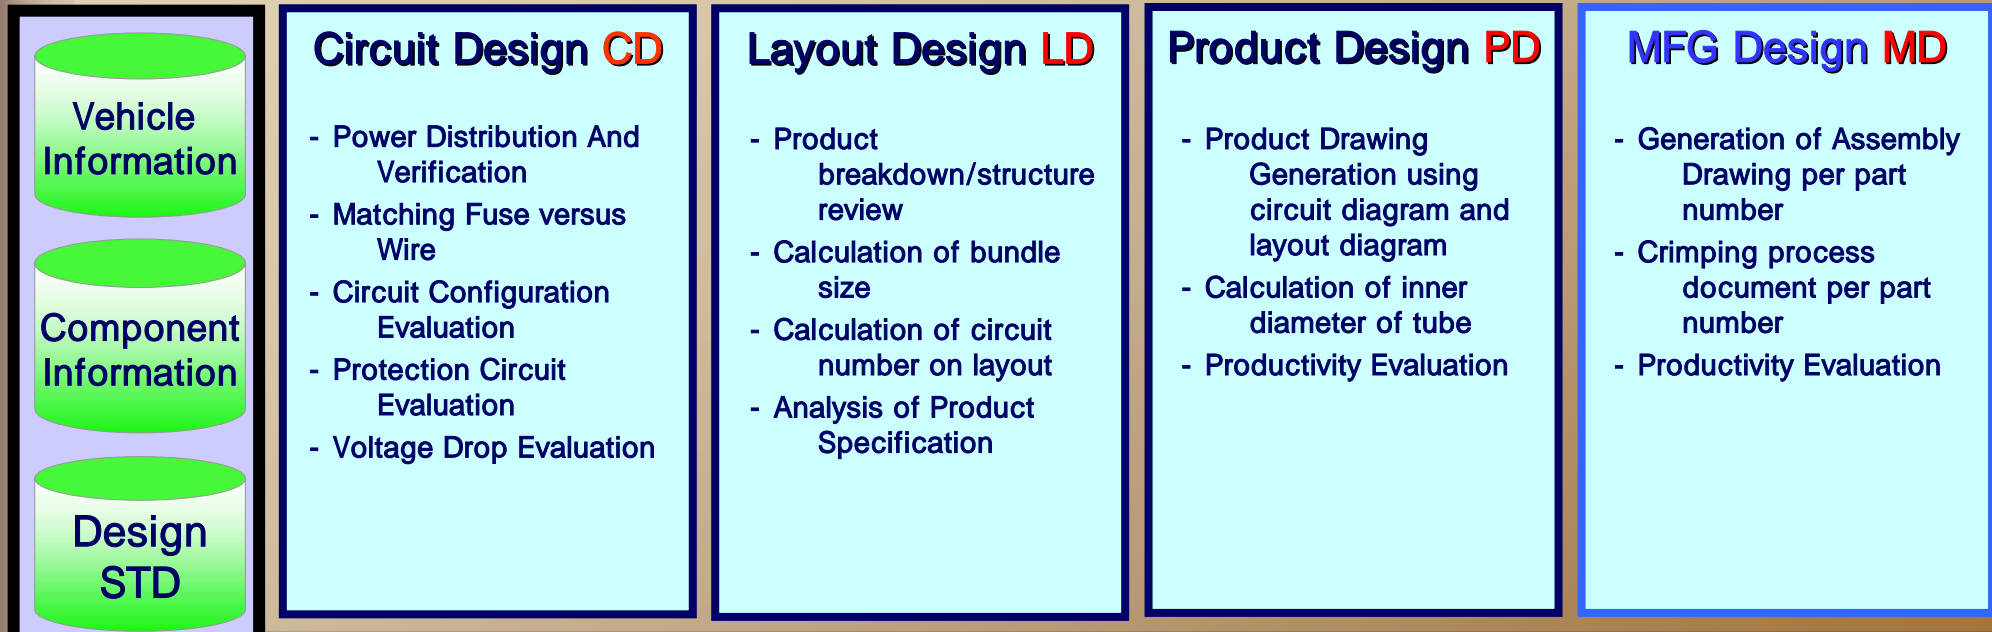 Vehicle
Information
Component
Information
Design
STD
Circuit Design CD
- Power Distribution And
Verification
- Matching Fuse versus
Wire
- Circuit Configuration
Evaluation
- Protection Circuit
Evaluation
- Voltage Drop Evaluation
Layout Design LD
- Product
breakdown/structure
review
- Calculation of bundle
size
- Calculation of circuit
number on layout
- Analysis of Product
Specification
Product Design PD
- Product Drawing
Generation using
circuit diagram and
layout diagram
- Calculation of inner
diameter of tube
- Productivity Evaluation
MFG Design MD
- Generation of Assembly
Drawing per part
number
- Crimping process
document per part
number
- Productivity Evaluation